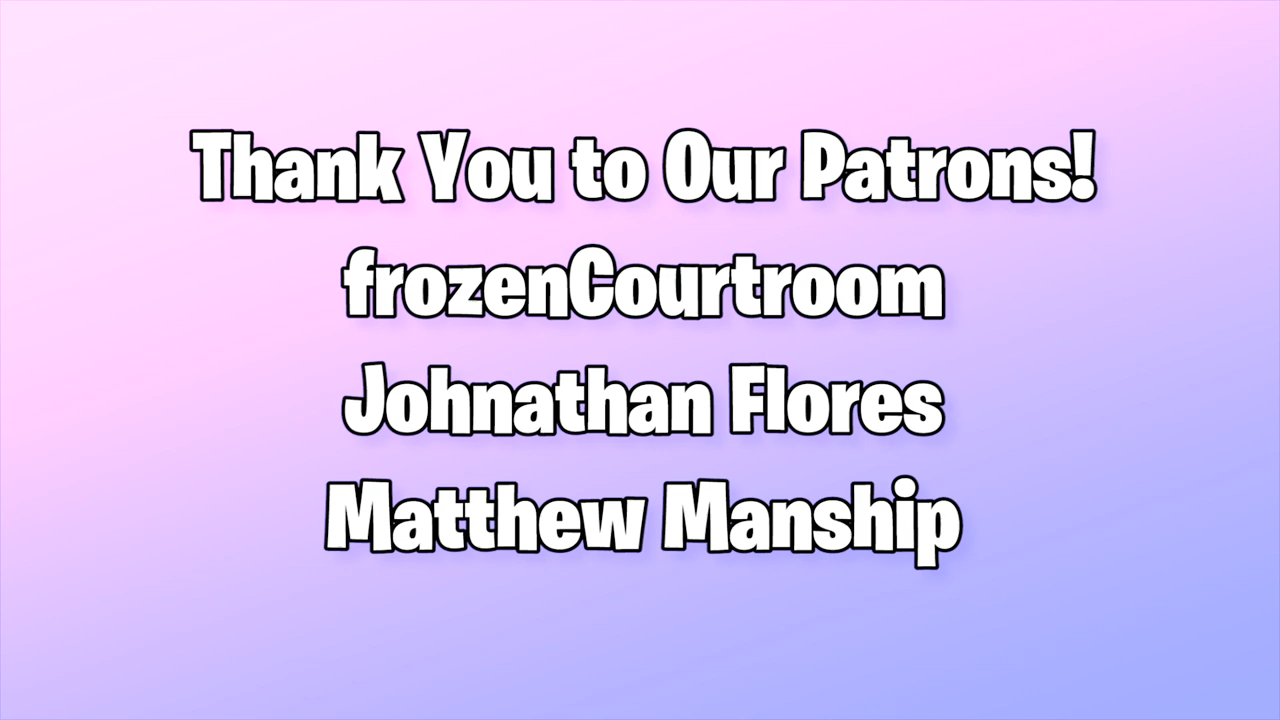 Thank You to Our Patrons!
frozenCourtroom
Johnathan Flores
Matthew Manship